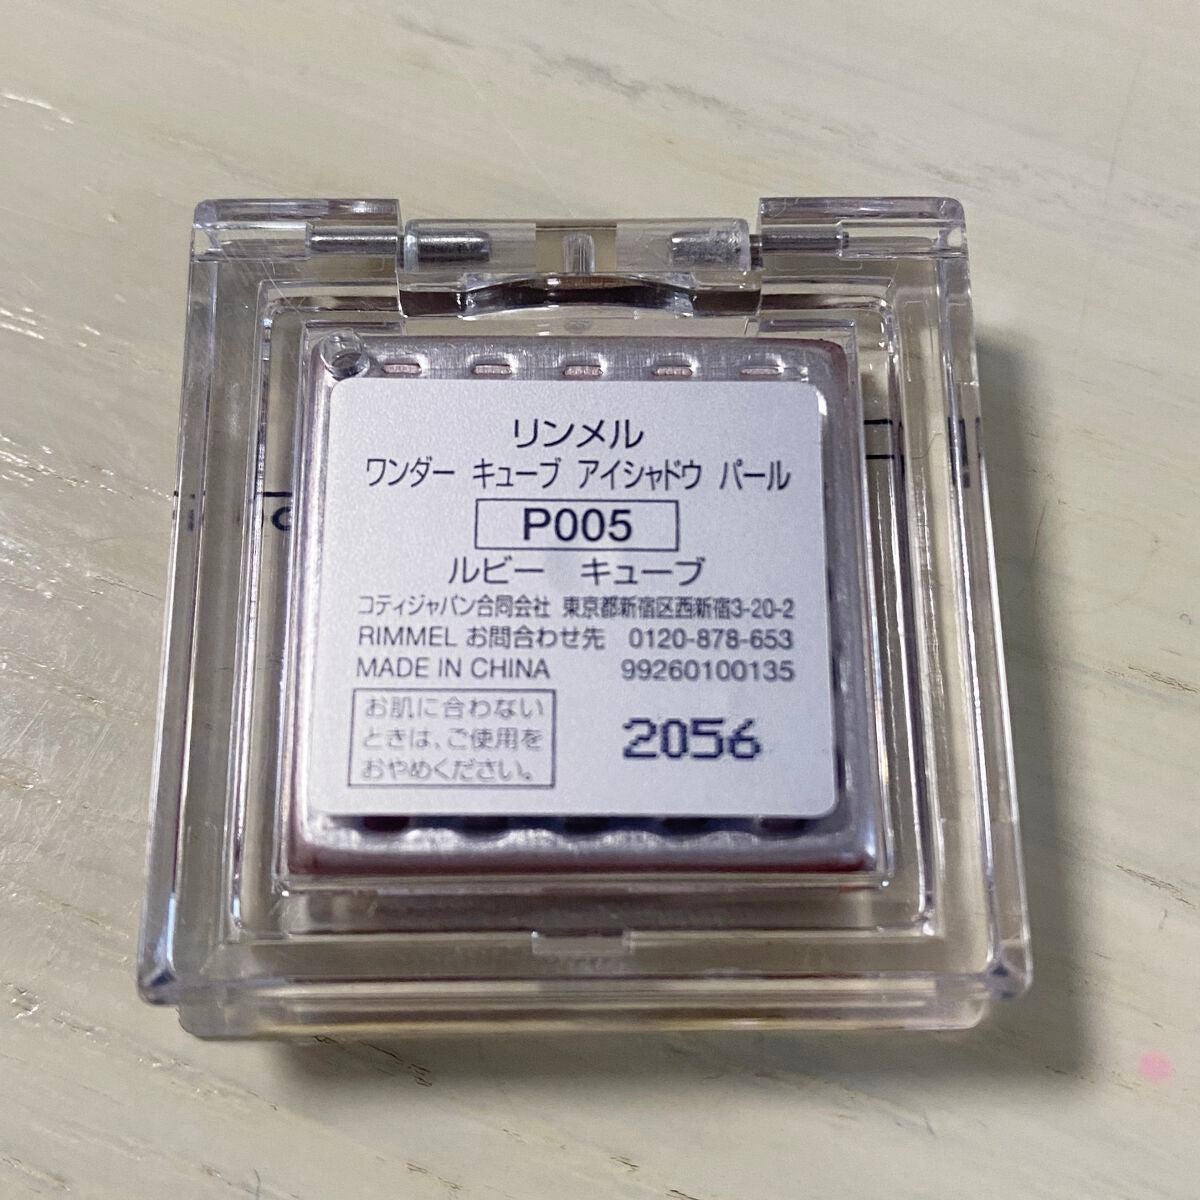 リンメル
ワンダー キューブ アイシャドウ パール
P005
ルビー キューブ
コティジャパン合同会社 東京都新宿区西新宿3-20-2
RIMMEL お問合わせ先 0120-878-653
MADE IN CHINA 99260100135
お肌に合わない
ときは、ご使用を
おやめください。
2056